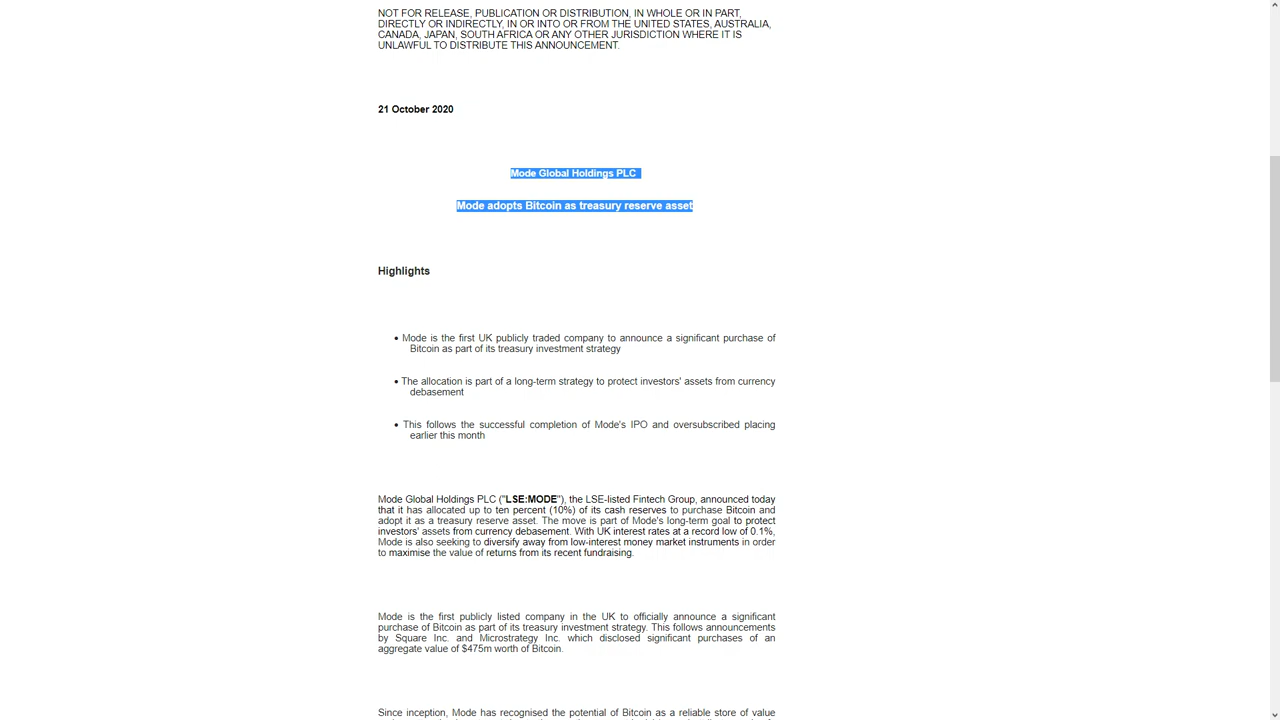 NOT FOR RELEASE, PUBLICATION OR DISTRIBUTION, IN WHOLE OR IN PART,
DIRECTLY OR INDIRECTLY, IN OR INTO OR FROM THE UNITED STATES, AUSTRALIA,
CANADA, JAPAN, SOUTH AFRICA OR ANY OTHER JURISDICTION WHERE IT IS
UNLAWFUL TO DISTRIBUTE THIS ANNOUNCEMENT.
21 October 2020
Mode Global Holdings PLC
Mode adopts Bitcoin as treasury reserve asset
Highlights
• Mode is the first UK publicly traded company to announce a significant purchase of
Bitcoin as part of its treasury investment strategy
• The allocation is part of a long-term strategy to protect investors' assets from currency
debasement
• This follows the successful completion of Mode's IPO and oversubscribed placing
earlier this month
Mode Global Holdings PLC ("LSE:MODE"), the LSE-listed Fintech Group, announced today
that it has allocated up to ten percent (10%) of its cash reserves to purchase Bitcoin and
adopt it as a treasury reserve asset. The move is part of Mode's long-term goal to protect
investors' assets from currency debasement. With UK interest rates at a record low of 0.1%,
Mode is also seeking to diversify away from low-interest money market instruments in order
to maximise the value of returns from its recent fundraising.
Mode is the first publicly listed company in the UK to officially announce a significant
purchase of Bitcoin as part of its treasury investment strategy. This follows announcements
by Square Inc. and Microstrategy Inc. which disclosed significant purchases of an
aggregate value of $475m worth of Bitcoin.
Since inception, Mode has recognised the potential of Bitcoin as a reliable store of value